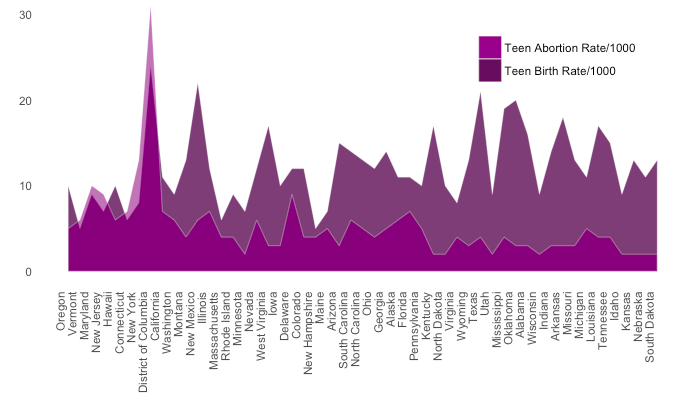 30
20
10
0
Teen Abortion Rate/1000
Teen Birth Rate/1000
Oregon
Vermont
Maryland
New Jersey
Hawaii
Connecticut
New York
District of Columbia
California
Washington
Montana
New Mexico
Illinois
Massachusetts
Rhode Island
Minnesota
Nevada
West Virginia
Iowa
Delaware
Colorado
New Hampshire
Maine
Arizona
South Carolina
North Carolina
Ohio
Georgia
Alaska
Florida
Pennsylvania
Kentucky
North Dakota
Virginia
Wyoming
Texas
Utah
Mississippi
Oklahoma
Alabama
Wisconsin
Indiana
Arkansas
Missouri
Michigan
Louisiana
Tennessee
Idaho
Kansas
Nebraska
South Dakota